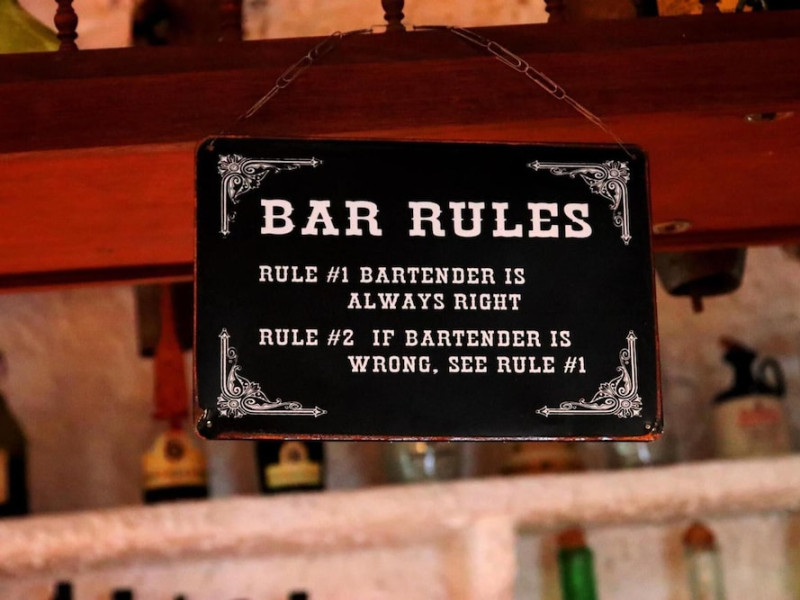 BAR RULES
RULE #1 BARTENDER IS
ALWAYS RIGHT
RULE #2 IF BARTENDER IS
WRONG, SEE RULE #1